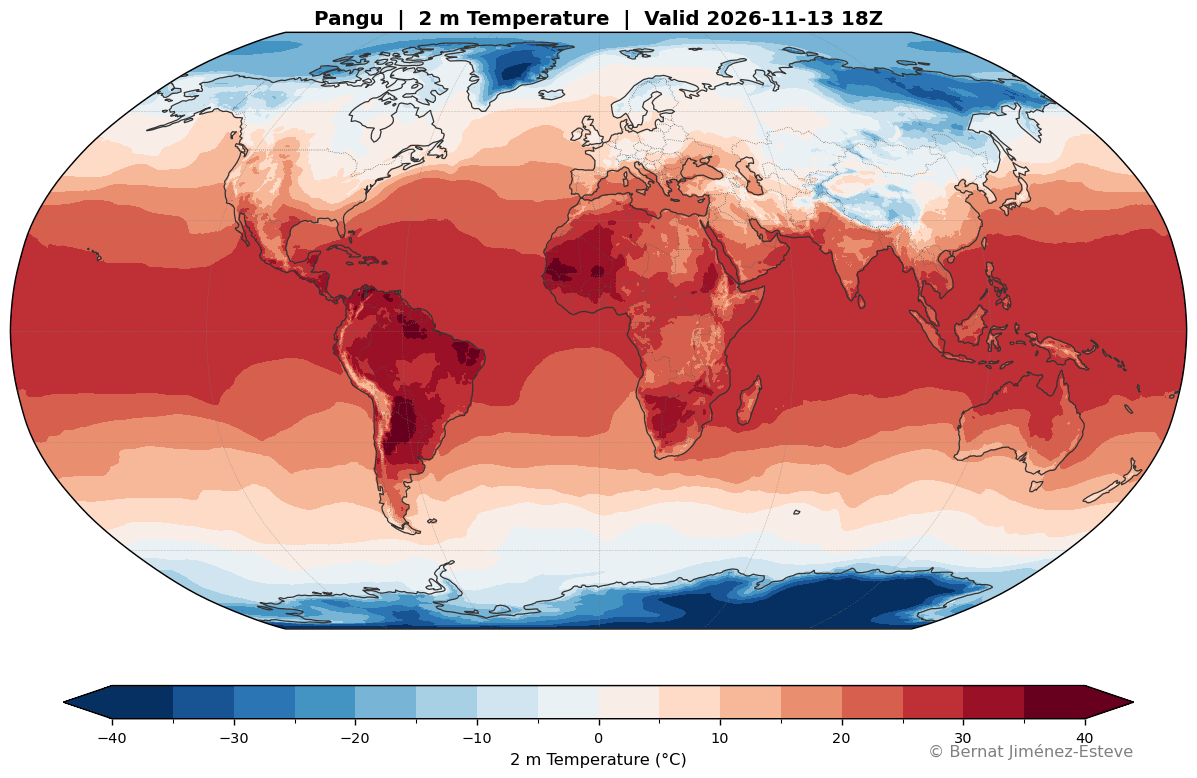 Pangu | 2 m Temperature | Valid 2026-11-13 18Z
−40 −30 −20 −10 0 10 20 30 40
2 m Temperature (°C)
© Bernat Jiménez-Esteve